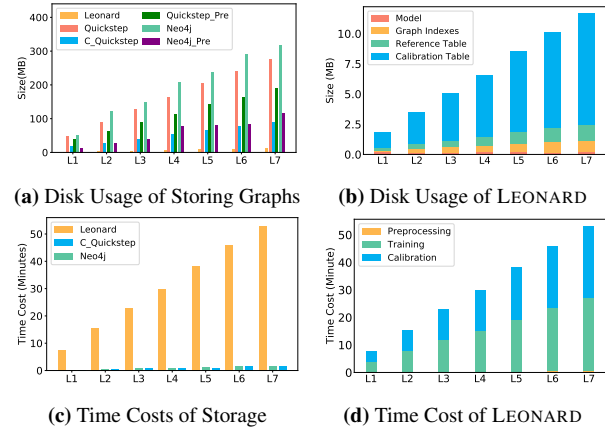 Leonard
Quickstep
C_Quickstep
Quickstep_Pre
Neo4j
Neo4j_Pre
Size(MB)
400
300
200
100
0
L1 L2 L3 L4 L5 L6 L7
(a) Disk Usage of Storing Graphs
Model
Graph Indexes
Reference Table
Calibration Table
Size (MB)
10.0
7.5
5.0
2.5
0.0
L1 L2 L3 L4 L5 L6 L7
(b) Disk Usage of LEONARD
Leonard
C_Quickstep
Neo4j
Time Cost (Minutes)
50
40
30
20
10
0
L1 L2 L3 L4 L5 L6 L7
(c) Time Costs of Storage
Preprocessing
Training
Calibration
Time Cost (Minute)
50
40
30
20
10
0
L1 L2 L3 L4 L5 L6 L7
(d) Time Cost of LEONARD